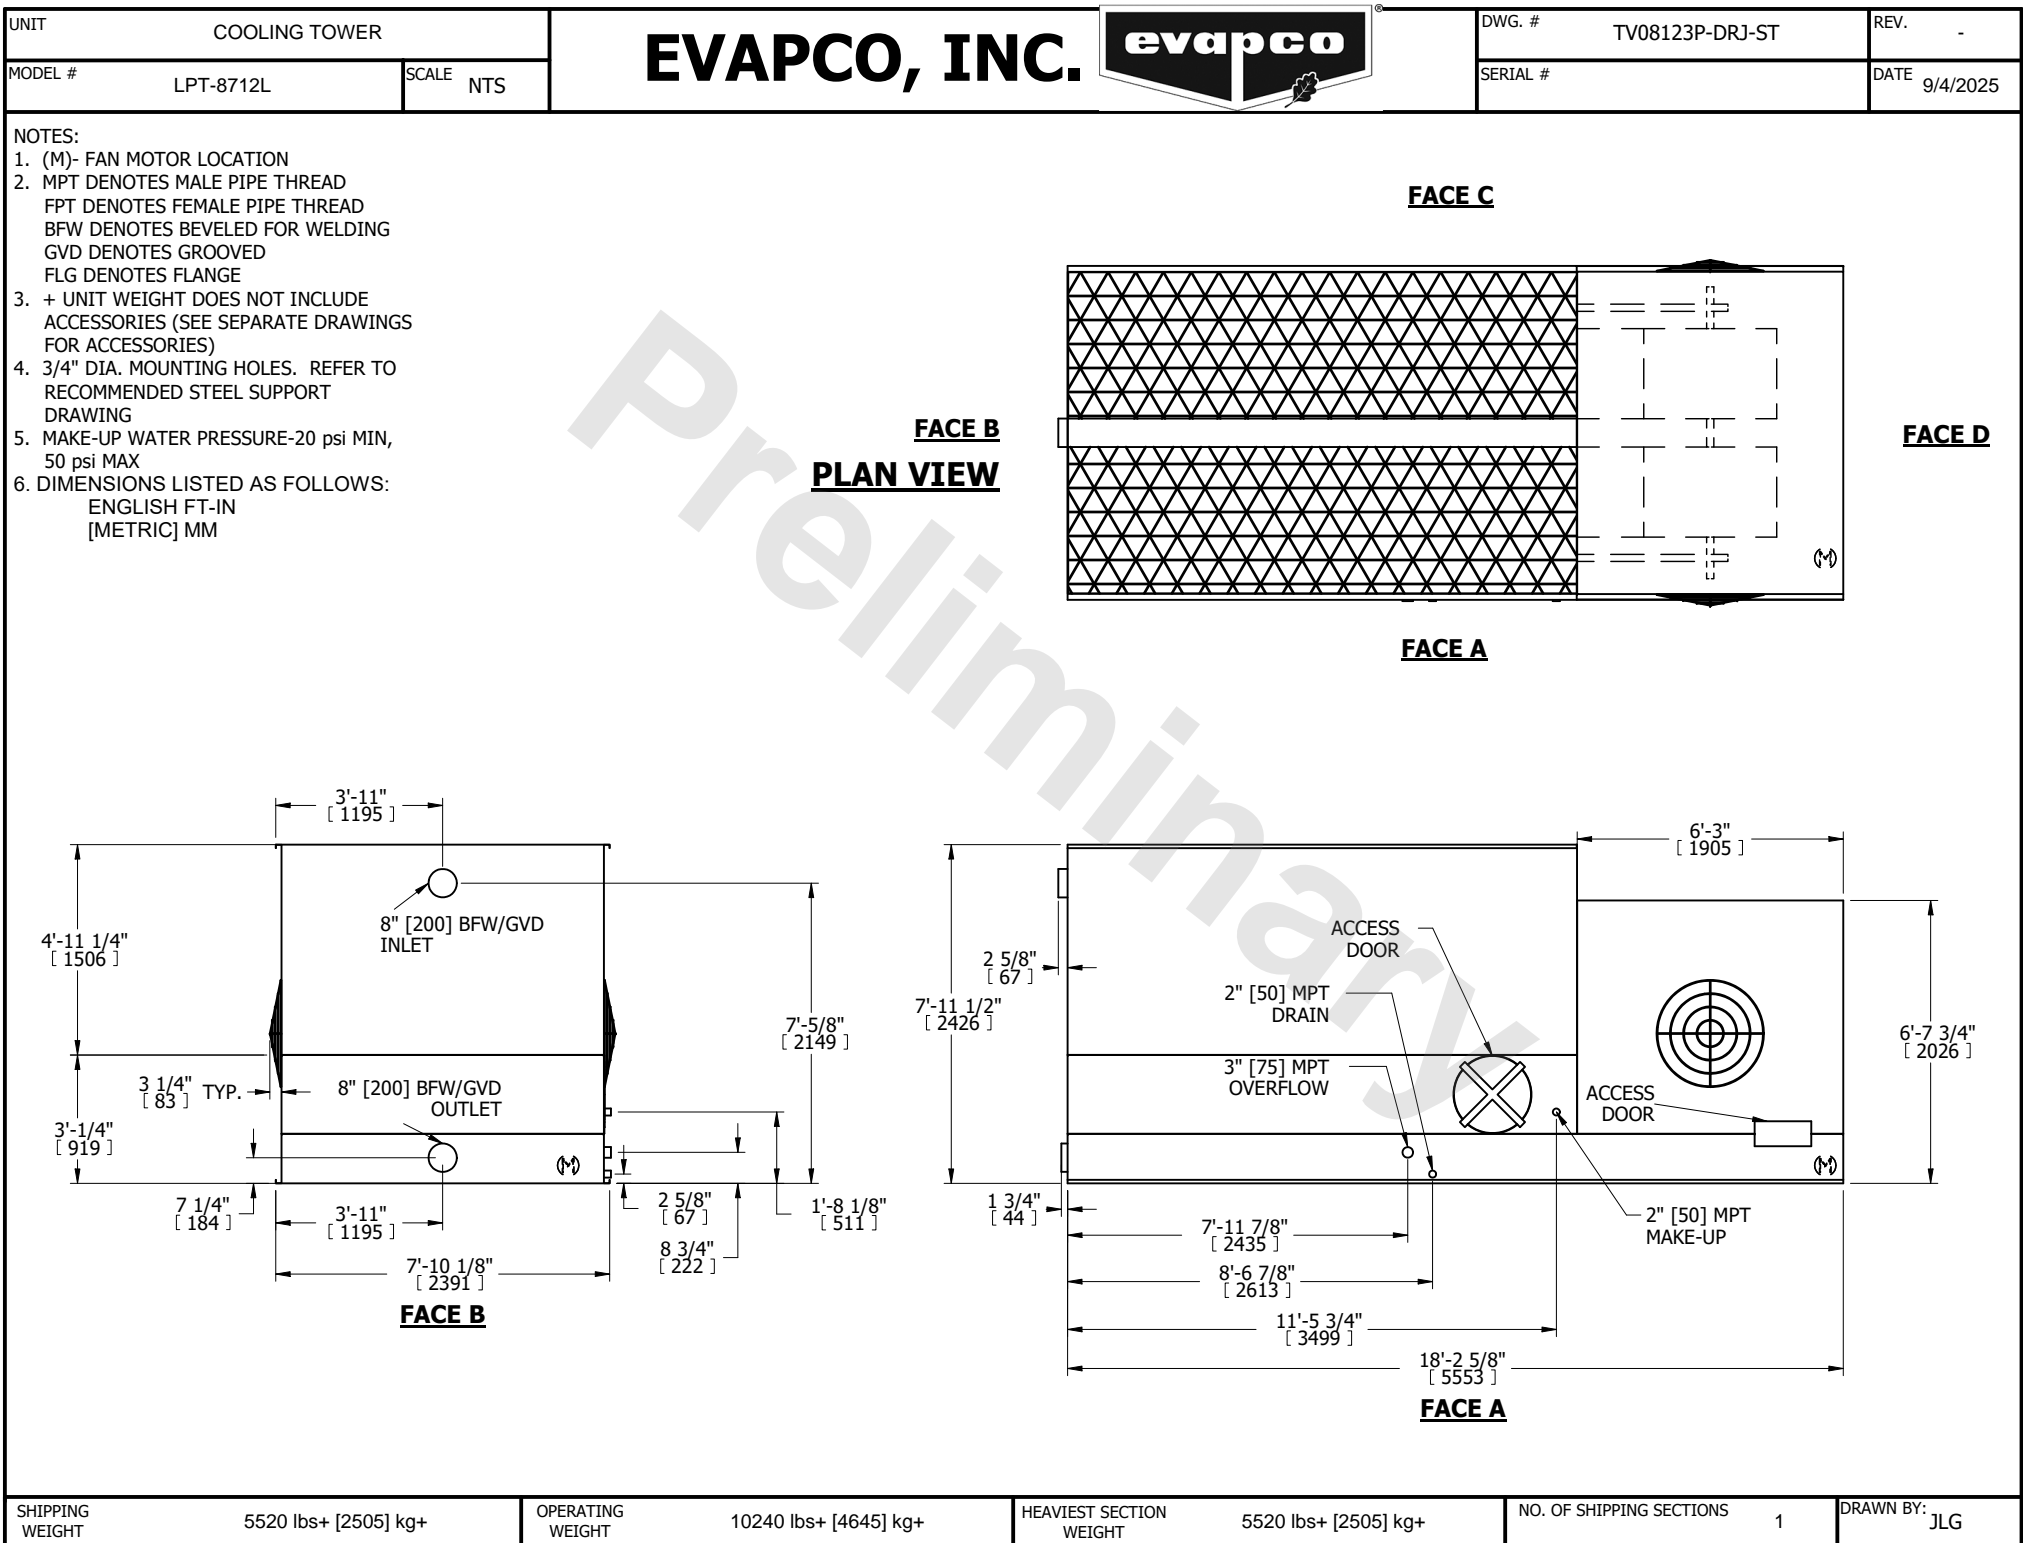 UNIT
COOLING TOWER
MODEL #
LPT-8712L
SCALE
NTS
EVAPCO, INC.
evapco
®
DWG. #
TV08123P-DRJ-ST
REV.
-
SERIAL #
DATE
9/4/2025
NOTES:
1. (M)- FAN MOTOR LOCATION
2. MPT DENOTES MALE PIPE THREAD
FPT DENOTES FEMALE PIPE THREAD
BFW DENOTES BEVELED FOR WELDING
GVD DENOTES GROOVED
FLG DENOTES FLANGE
3. + UNIT WEIGHT DOES NOT INCLUDE
ACCESSORIES (SEE SEPARATE DRAWINGS
FOR ACCESSORIES)
4. 3/4" DIA. MOUNTING HOLES. REFER TO
RECOMMENDED STEEL SUPPORT
DRAWING
5. MAKE-UP WATER PRESSURE-20 psi MIN,
50 psi MAX
6. DIMENSIONS LISTED AS FOLLOWS:
ENGLISH FT-IN
[METRIC] MM
Preliminary
FACE C
FACE B
PLAN VIEW
FACE D
(M)
FACE A
3'-11"
[ 1195 ]
8" [200] BFW/GVD
INLET
4'-11 1/4"
[ 1506 ]
7'-5/8"
[ 2149 ]
3 1/4"
[ 83 ]
TYP.
8" [200] BFW/GVD
OUTLET
3'-1/4"
[ 919 ]
(M)
7 1/4"
[ 184 ]
3'-11"
[ 1195 ]
2 5/8"
[ 67 ]
1'-8 1/8"
[ 511 ]
8 3/4"
[ 222 ]
7'-10 1/8"
[ 2391 ]
FACE B
6'-3"
[ 1905 ]
ACCESS
DOOR
2 5/8"
[ 67 ]
7'-11 1/2"
[ 2426 ]
2" [50] MPT
DRAIN
6'-7 3/4"
[ 2026 ]
3" [75] MPT
OVERFLOW
ACCESS
DOOR
(M)
1 3/4"
[ 44 ]
2" [50] MPT
MAKE-UP
7'-11 7/8"
[ 2435 ]
8'-6 7/8"
[ 2613 ]
11'-5 3/4"
[ 3499 ]
18'-2 5/8"
[ 5553 ]
FACE A
SHIPPING
WEIGHT
5520 lbs+ [2505] kg+
OPERATING
WEIGHT
10240 lbs+ [4645] kg+
HEAVIEST SECTION
WEIGHT
5520 lbs+ [2505] kg+
NO. OF SHIPPING SECTIONS
1
DRAWN BY:
JLG